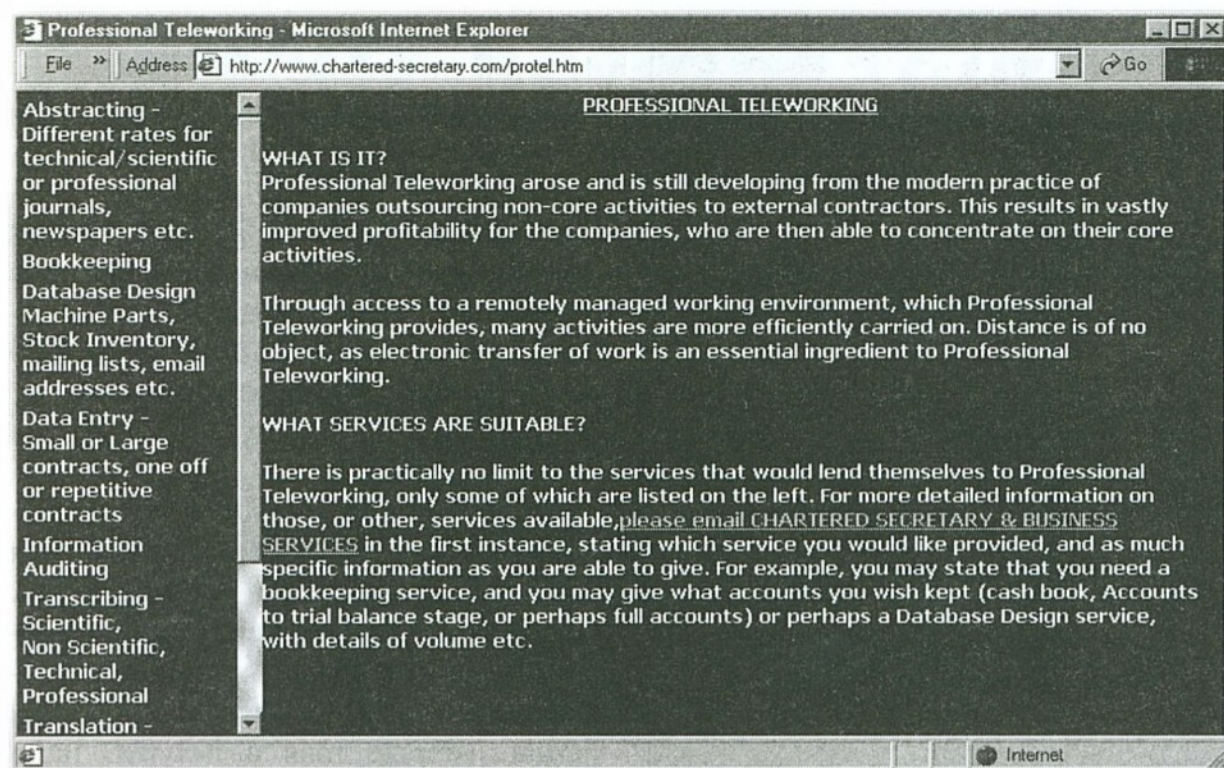 Professional Teleworking - Microsoft Internet Explorer
File » Address http://www.chartered-secretary.com/protel.htm Go
Abstracting -
Different rates for
technical/scientific
or professional
journals,
newspapers etc.
Bookkeeping
Database Design
Machine Parts,
Stock Inventory,
mailing lists, email
addresses etc.
Data Entry -
Small or Large
contracts, one off
or repetitive
contracts
Information
Auditing
Transcribing -
Scientific,
Non Scientific,
Technical,
Professional
Translation -
PROFESSIONAL TELEWORKING
WHAT IS IT?
Professional Teleworking arose and is still developing from the modern practice of
companies outsourcing non-core activities to external contractors. This results in vastly
improved profitability for the companies, who are then able to concentrate on their core
activities.
Through access to a remotely managed working environment, which Professional
Teleworking provides, many activities are more efficiently carried on. Distance is of no
object, as electronic transfer of work is an essential ingredient to Professional
Teleworking.
WHAT SERVICES ARE SUITABLE?
There is practically no limit to the services that would lend themselves to Professional
Teleworking, only some of which are listed on the left. For more detailed information on
those, or other, services available,please email CHARTERED SECRETARY & BUSINESS
SERVICES in the first instance, stating which service you would like provided, and as much
specific information as you are able to give. For example, you may state that you need a
bookkeeping service, and you may give what accounts you wish kept (cash book, Accounts
to trial balance stage, or perhaps full accounts) or perhaps a Database Design service,
with details of volume etc.
Internet